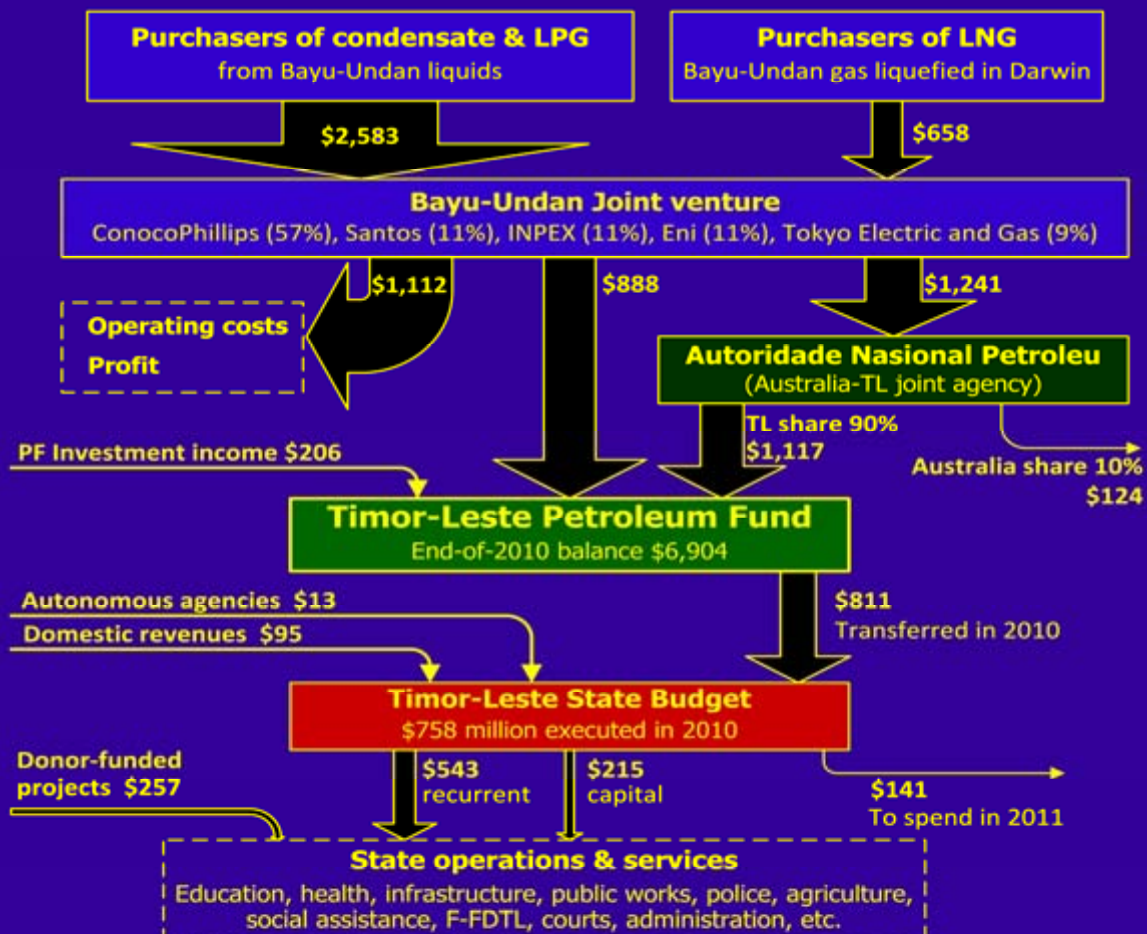 Purchasers of condensate & LPG
from Bayu-Undan liquids
Purchasers of LNG
Bayu-Undan gas liquefied in Darwin
$2,583
$658
Bayu-Undan Joint venture
ConocoPhillips (57%), Santos (11%), INPEX (11%), Eni (11%), Tokyo Electric and Gas (9%)
$1,112
$888
$1,241
Operating costs
Profit
Autoridade Nasional Petroleu
(Australia-TL joint agency)
TL share 90%
$1,117
Australia share 10%
$124
PF Investment income $206
Timor-Leste Petroleum Fund
End-of-2010 balance $6,904
Autonomous agencies $13
Domestic revenues $95
$811
Transferred in 2010
Timor-Leste State Budget
$758 million executed in 2010
Donor-funded
projects $257
$543
recurrent
$215
capital
$141
To spend in 2011
State operations & services
Education, health, infrastructure, public works, police, agriculture,
social assistance, F-FDTL, courts, administration, etc.